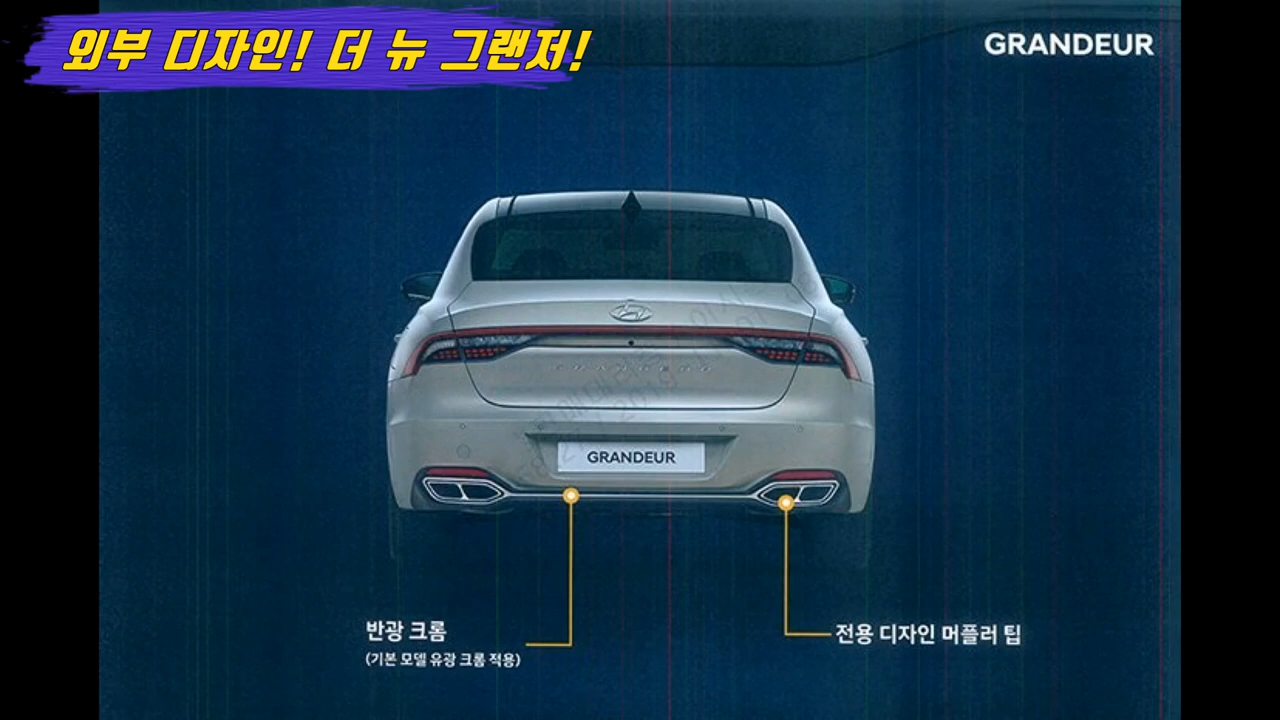 외부 디자인! 더 뉴 그랜저!
GRANDEUR
GRANDEUR
GRANDEUR
반광 크롬
(기본 모델 유광 크롬 적용)
전용 디자인 머플러 팁